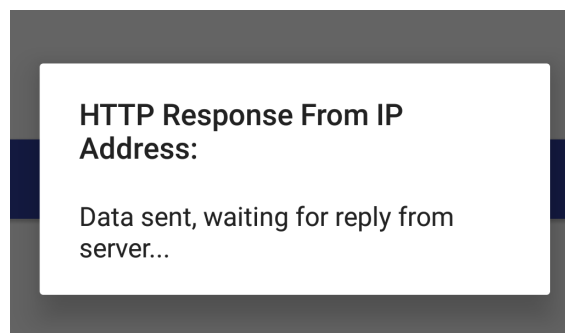 HTTP Response From IP
Address:
Data sent, waiting for reply from
server...